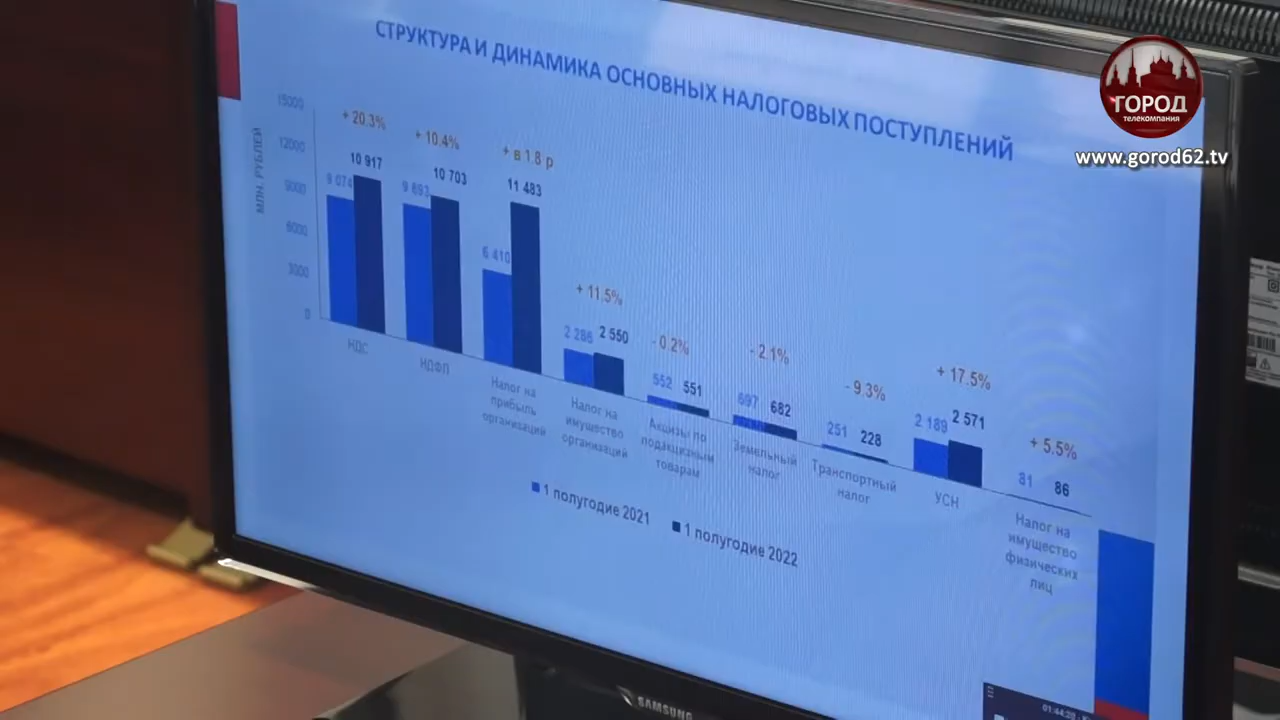 СТРУКТУРА И ДИНАМИКА ОСНОВНЫХ НАЛОГОВЫХ ПОСТУПЛЕНИЙ
ГОРОД
телекомпания
www.gorod62.tv
МЛН. РУБЛЕЙ
15000
12000
9000
6000
3000
0
+ 20.3%
9 074 10 917
НДС
+ 10.4%
9 693 10 703
НДФЛ
+ в 1.8 р
6 410 11 483
Налог на
прибыль
организаций
+ 11.5%
2 286 2 550
Налог на
имущество
организаций
- 0.2%
552 551
Акцизы по
подакцизным
товарам
- 2.1%
697 682
Земельный
налог
- 9.3%
251 228
Транспортный
налог
+ 17.5%
2 189 2 571
УСН
+ 5.5%
81 86
Налог на
имущество
физических
лиц
1 полугодие 2021
1 полугодие 2022
SAMSUNG